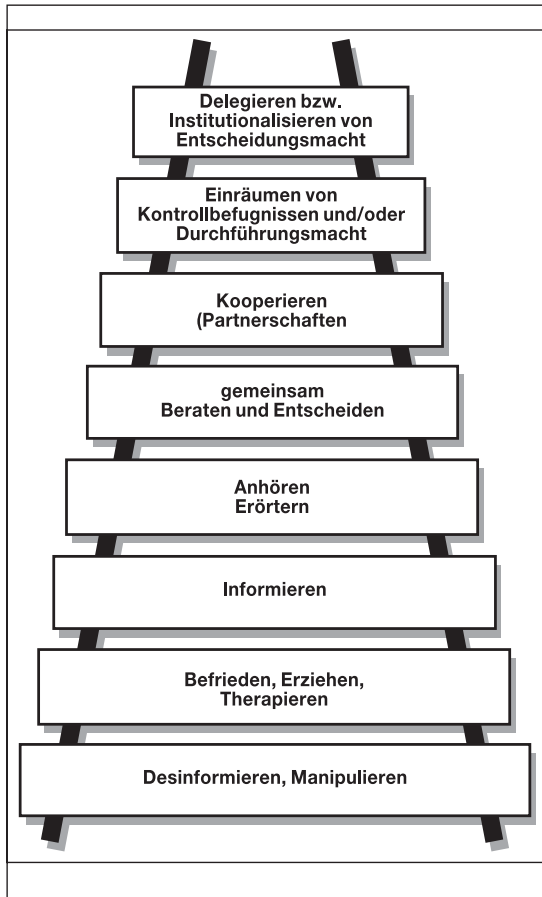 Delegieren bzw.
Institutionalisieren von
Entscheidungsmacht
Einräumen von
Kontrollbefugnissen und/oder
Durchführungsmacht
Kooperieren
(Partnerschaften
gemeinsam
Beraten und Entscheiden
Anhören
Erörtern
Informieren
Befrieden, Erziehen,
Therapieren
Desinformieren, Manipulieren